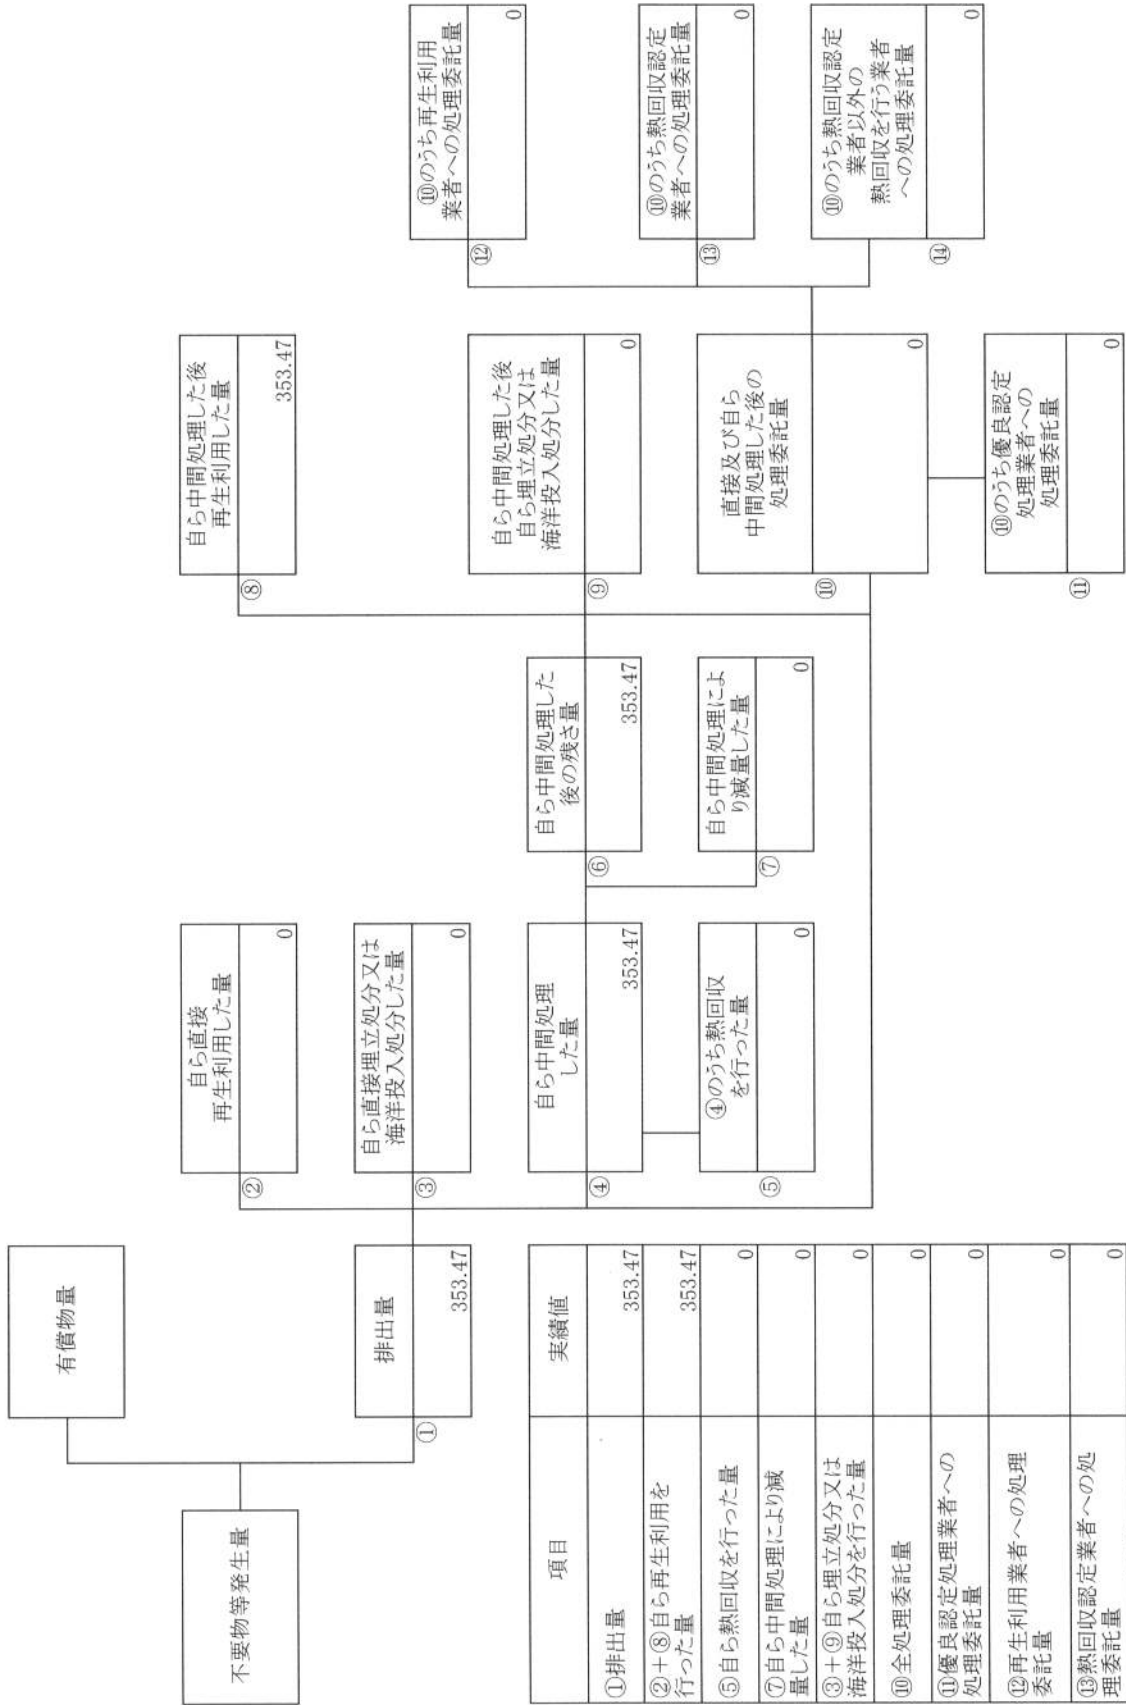 不要物等発生量
有償物量
排出量
①
353.47
自ら直接
再生利用した量
②
0
自ら直接埋立処分又は
海洋投入処分した量
③
0
自ら中間処理
した量
④
353.47
④のうち熱回収
を行った量
⑤
0
自ら中間処理した
後の残さ量
⑥
353.47
自ら中間処理によ
り減量した量
⑦
0
自ら中間処理した後
再生利用した量
⑧
353.47
自ら中間処理した後
自ら埋立処分又は
海洋投入処分した量
⑨
0
直接及び自ら
中間処理した後の
処理委託量
⑩
0
⑩のうち優良認定
処理業者への
処理委託量
⑪
0
⑩のうち再生利用
業者への処理委託量
⑫
0
⑩のうち熱回収認定
業者への処理委託量
⑬
0
⑩のうち熱回収認定
業者以外の
熱回収を行う業者
への処理委託量
⑭
0
項目
実績値
①排出量
353.47
②+⑧自ら再生利用を
行った量
353.47
⑤自ら熱回収を行った量
0
⑦自ら中間処理により減
量した量
0
③+⑨自ら埋立処分又は
海洋投入処分を行った量
0
⑩全処理委託量
0
⑪優良認定処理業者への
処理委託量
0
⑫再生利用業者への処理
委託量
0
⑬熱回収認定業者への処
理委託量
0